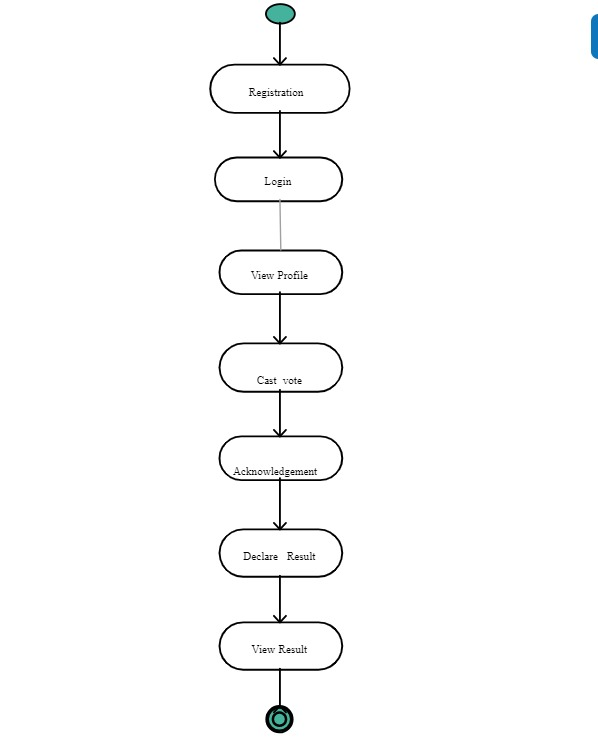 Registration
Login
View Profile
Cast vote
Acknowledgement
Declare Result
View Result